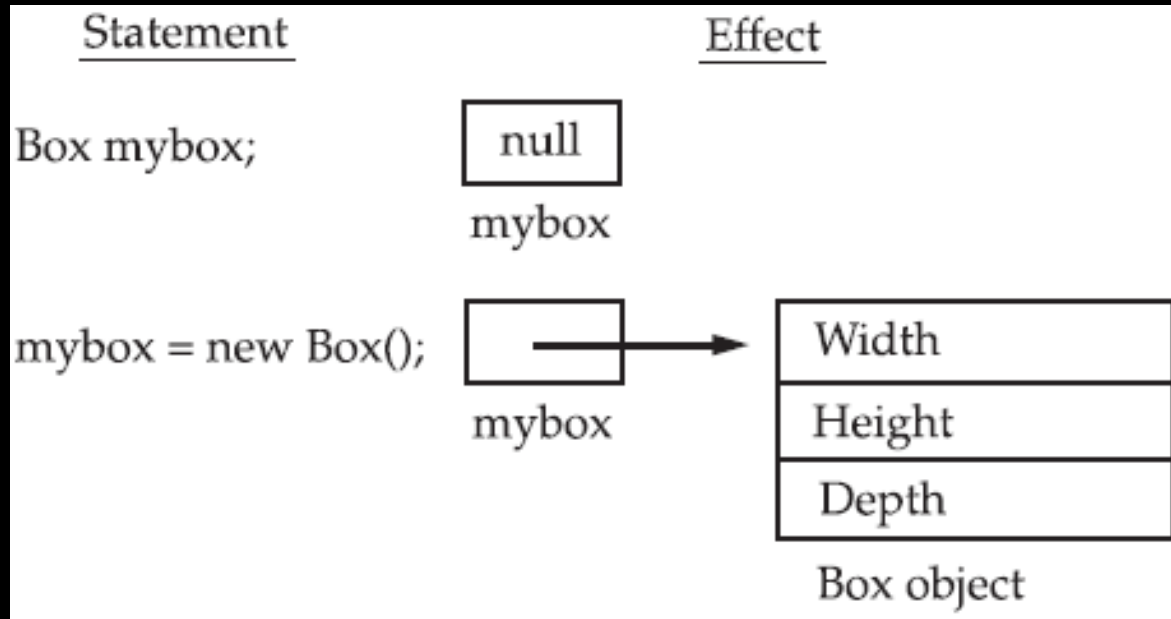 Statement Effect
Box mybox; null
mybox
mybox = new Box(); Width
mybox Height
Depth
Box object